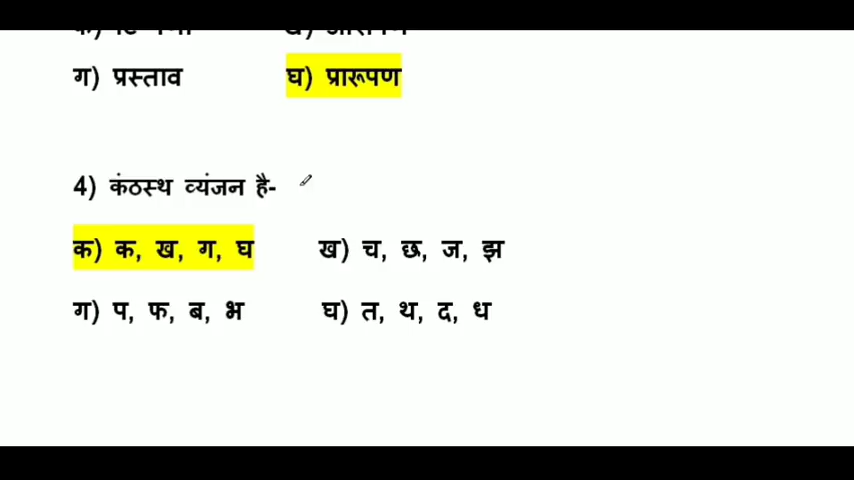 ग) प्रस्ताव घ) प्रारूपण
4) कंठस्थ व्यंजन है-
क) क, ख, ग, घ ख) च, छ, ज, झ
ग) प, फ, ब, भ घ) त, थ, द, ध